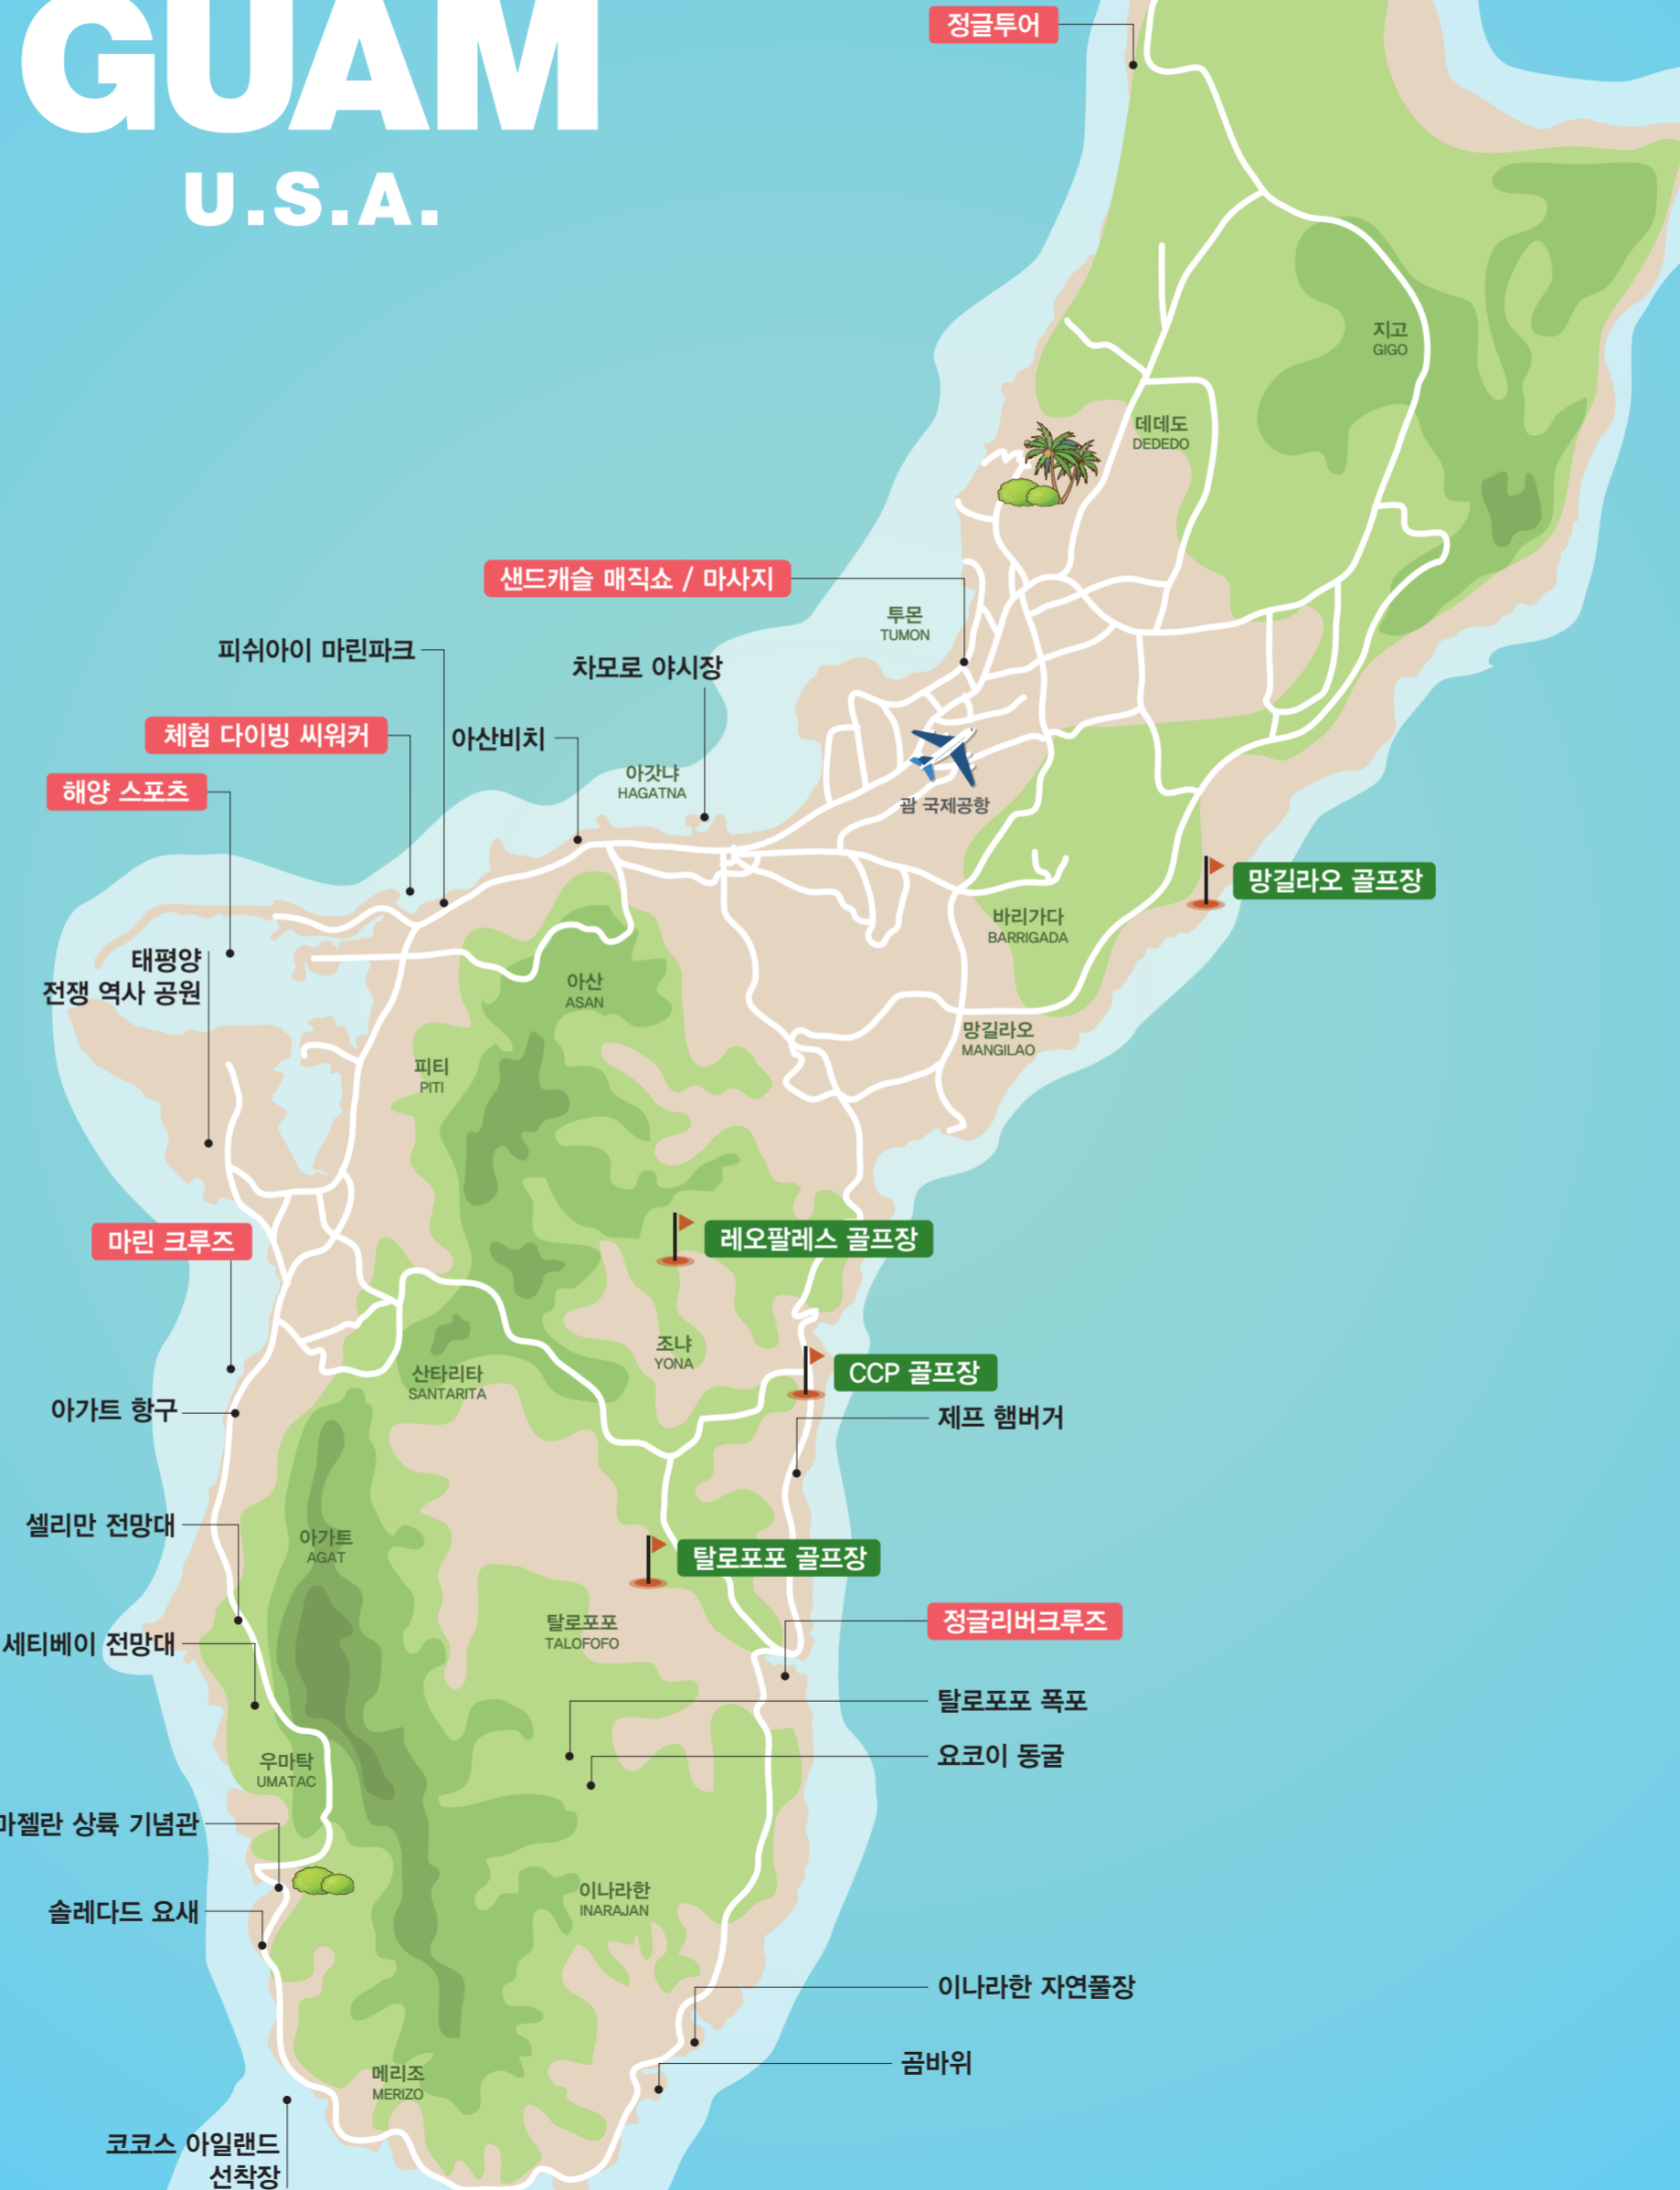 GUAM
U.S.A.
정글투어
지고
GIGO
데데도
DEDEDO
샌드캐슬 매직쇼 / 마사지
투몬
TUMON
피쉬아이 마린파크
차모로 야시장
체험 다이빙 씨워커
아산비치
아갓냐
HAGATNA
해양 스포츠
괌 국제공항
망길라오 골프장
바리가다
BARRIGADA
태평양
전쟁 역사 공원
아산
ASAN
망길라오
MANGILAO
피티
PITI
마린 크루즈
레오팔레스 골프장
조냐
YONA
산타리타
SANTARITA
CCP 골프장
아가트 항구
제프 햄버거
셀리만 전망대
아가트
AGAT
탈로포포 골프장
탈로포포
TALOFOFO
정글리버크루즈
세티베이 전망대
탈로포포 폭포
요코이 동굴
우마탁
UMATAC
마젤란 상륙 기념관
이나라한
INARAJAN
솔레다드 요새
이나라한 자연풀장
곰바위
메리조
MERIZO
코코스 아일랜드
선착장